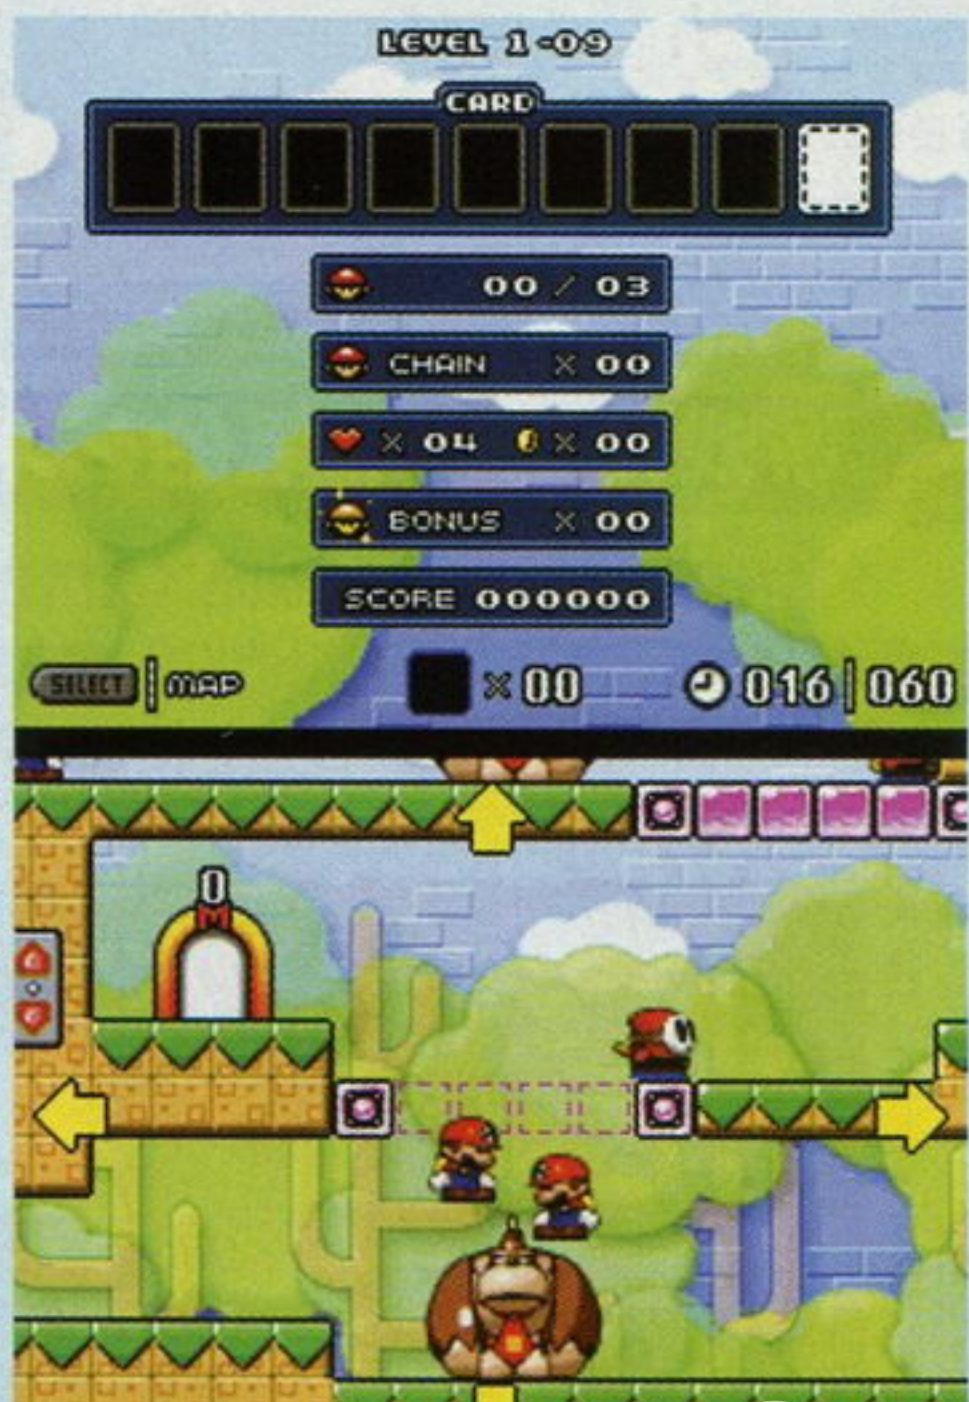 LEVEL 1-09
CARD
00 / 03
CHAIN × 00
× 04 × 00
BONUS × 00
SCORE 000000
SELECT MAP
×00
016|060
0
M